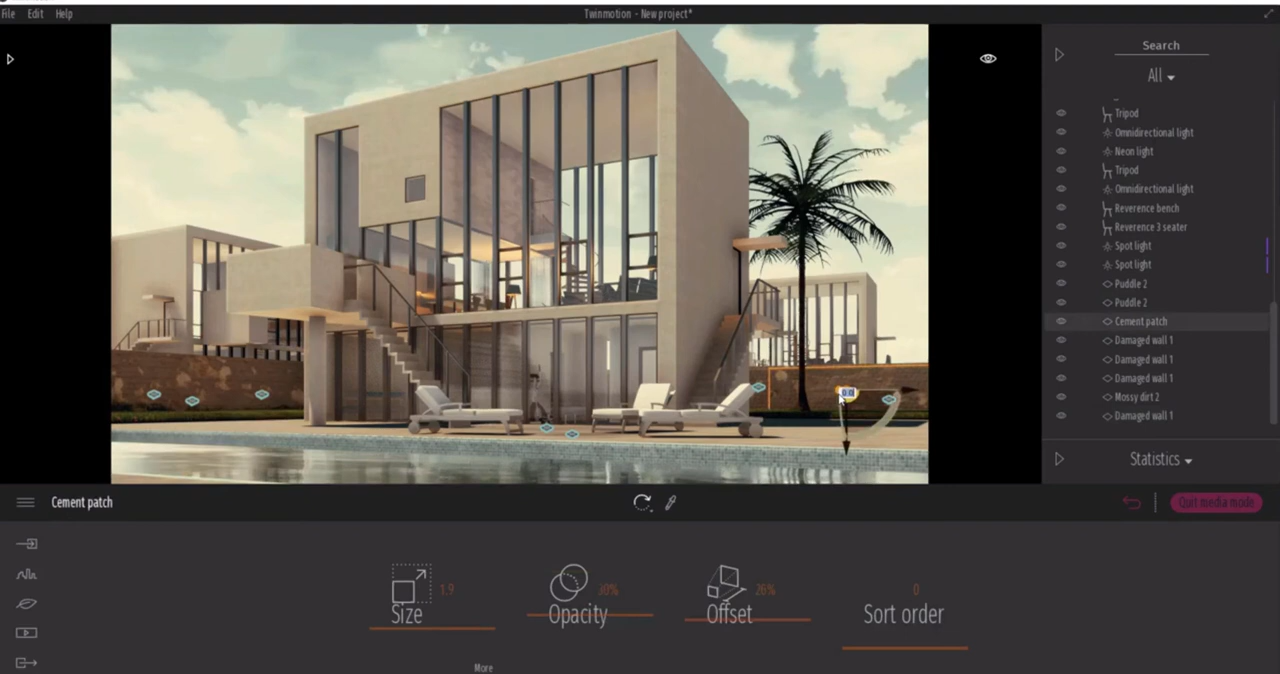 File Edit Help
Twinmotion - New project*
Search
All
Tripod
Omnidirectional light
Neon light
Tripod
Omnidirectional light
Reverence bench
Reverence 3 seater
Spot light
Spot light
Puddle 2
Puddle 2
Cement patch
Damaged wall 1
Damaged wall 1
Damaged wall 1
Mossy dirt 2
Damaged wall 1
Statistics
Cement patch
Quit media mode
1.9
30%
26%
0
Size
Opacity
Offset
Sort order
More